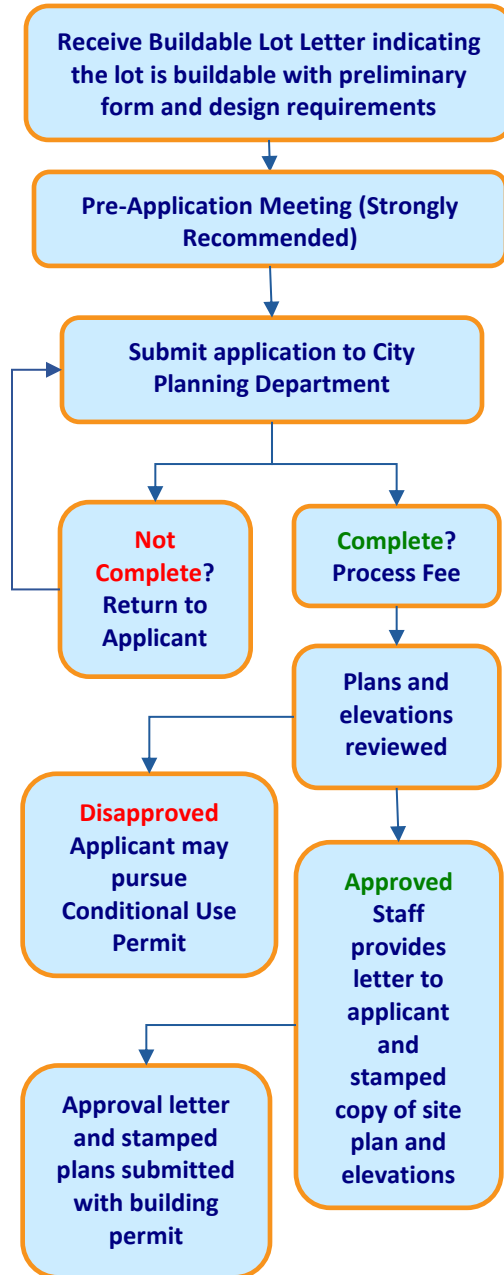 Receive Buildable Lot Letter indicating
the lot is buildable with preliminary
form and design requirements
Pre-Application Meeting (Strongly
Recommended)
Submit application to City
Planning Department
Not
Complete?
Return to
Applicant
Complete?
Process Fee
Plans and
elevations
reviewed
Disapproved
Applicant may
pursue
Conditional Use
Permit
Approved
Staff
provides
letter to
applicant
and
stamped
copy of site
plan and
elevations
Approval letter
and stamped
plans submitted
with building
permit